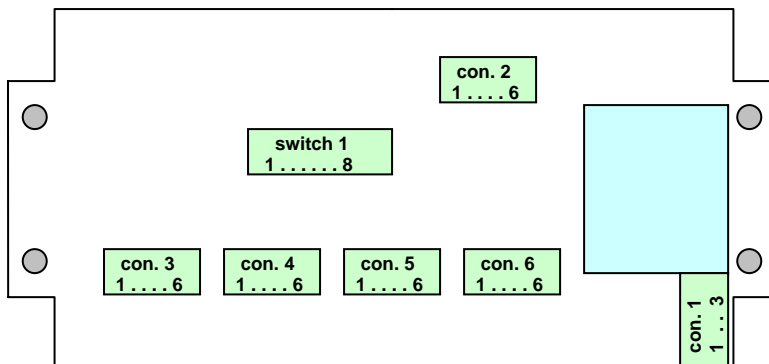 con. 2
1 . . . . 6
switch 1
1 . . . . . . 8
con. 3
1 . . . . 6
con. 4
1 . . . . 6
con. 5
1 . . . . 6
con. 6
1 . . . . 6
con. 1
1 . . 3